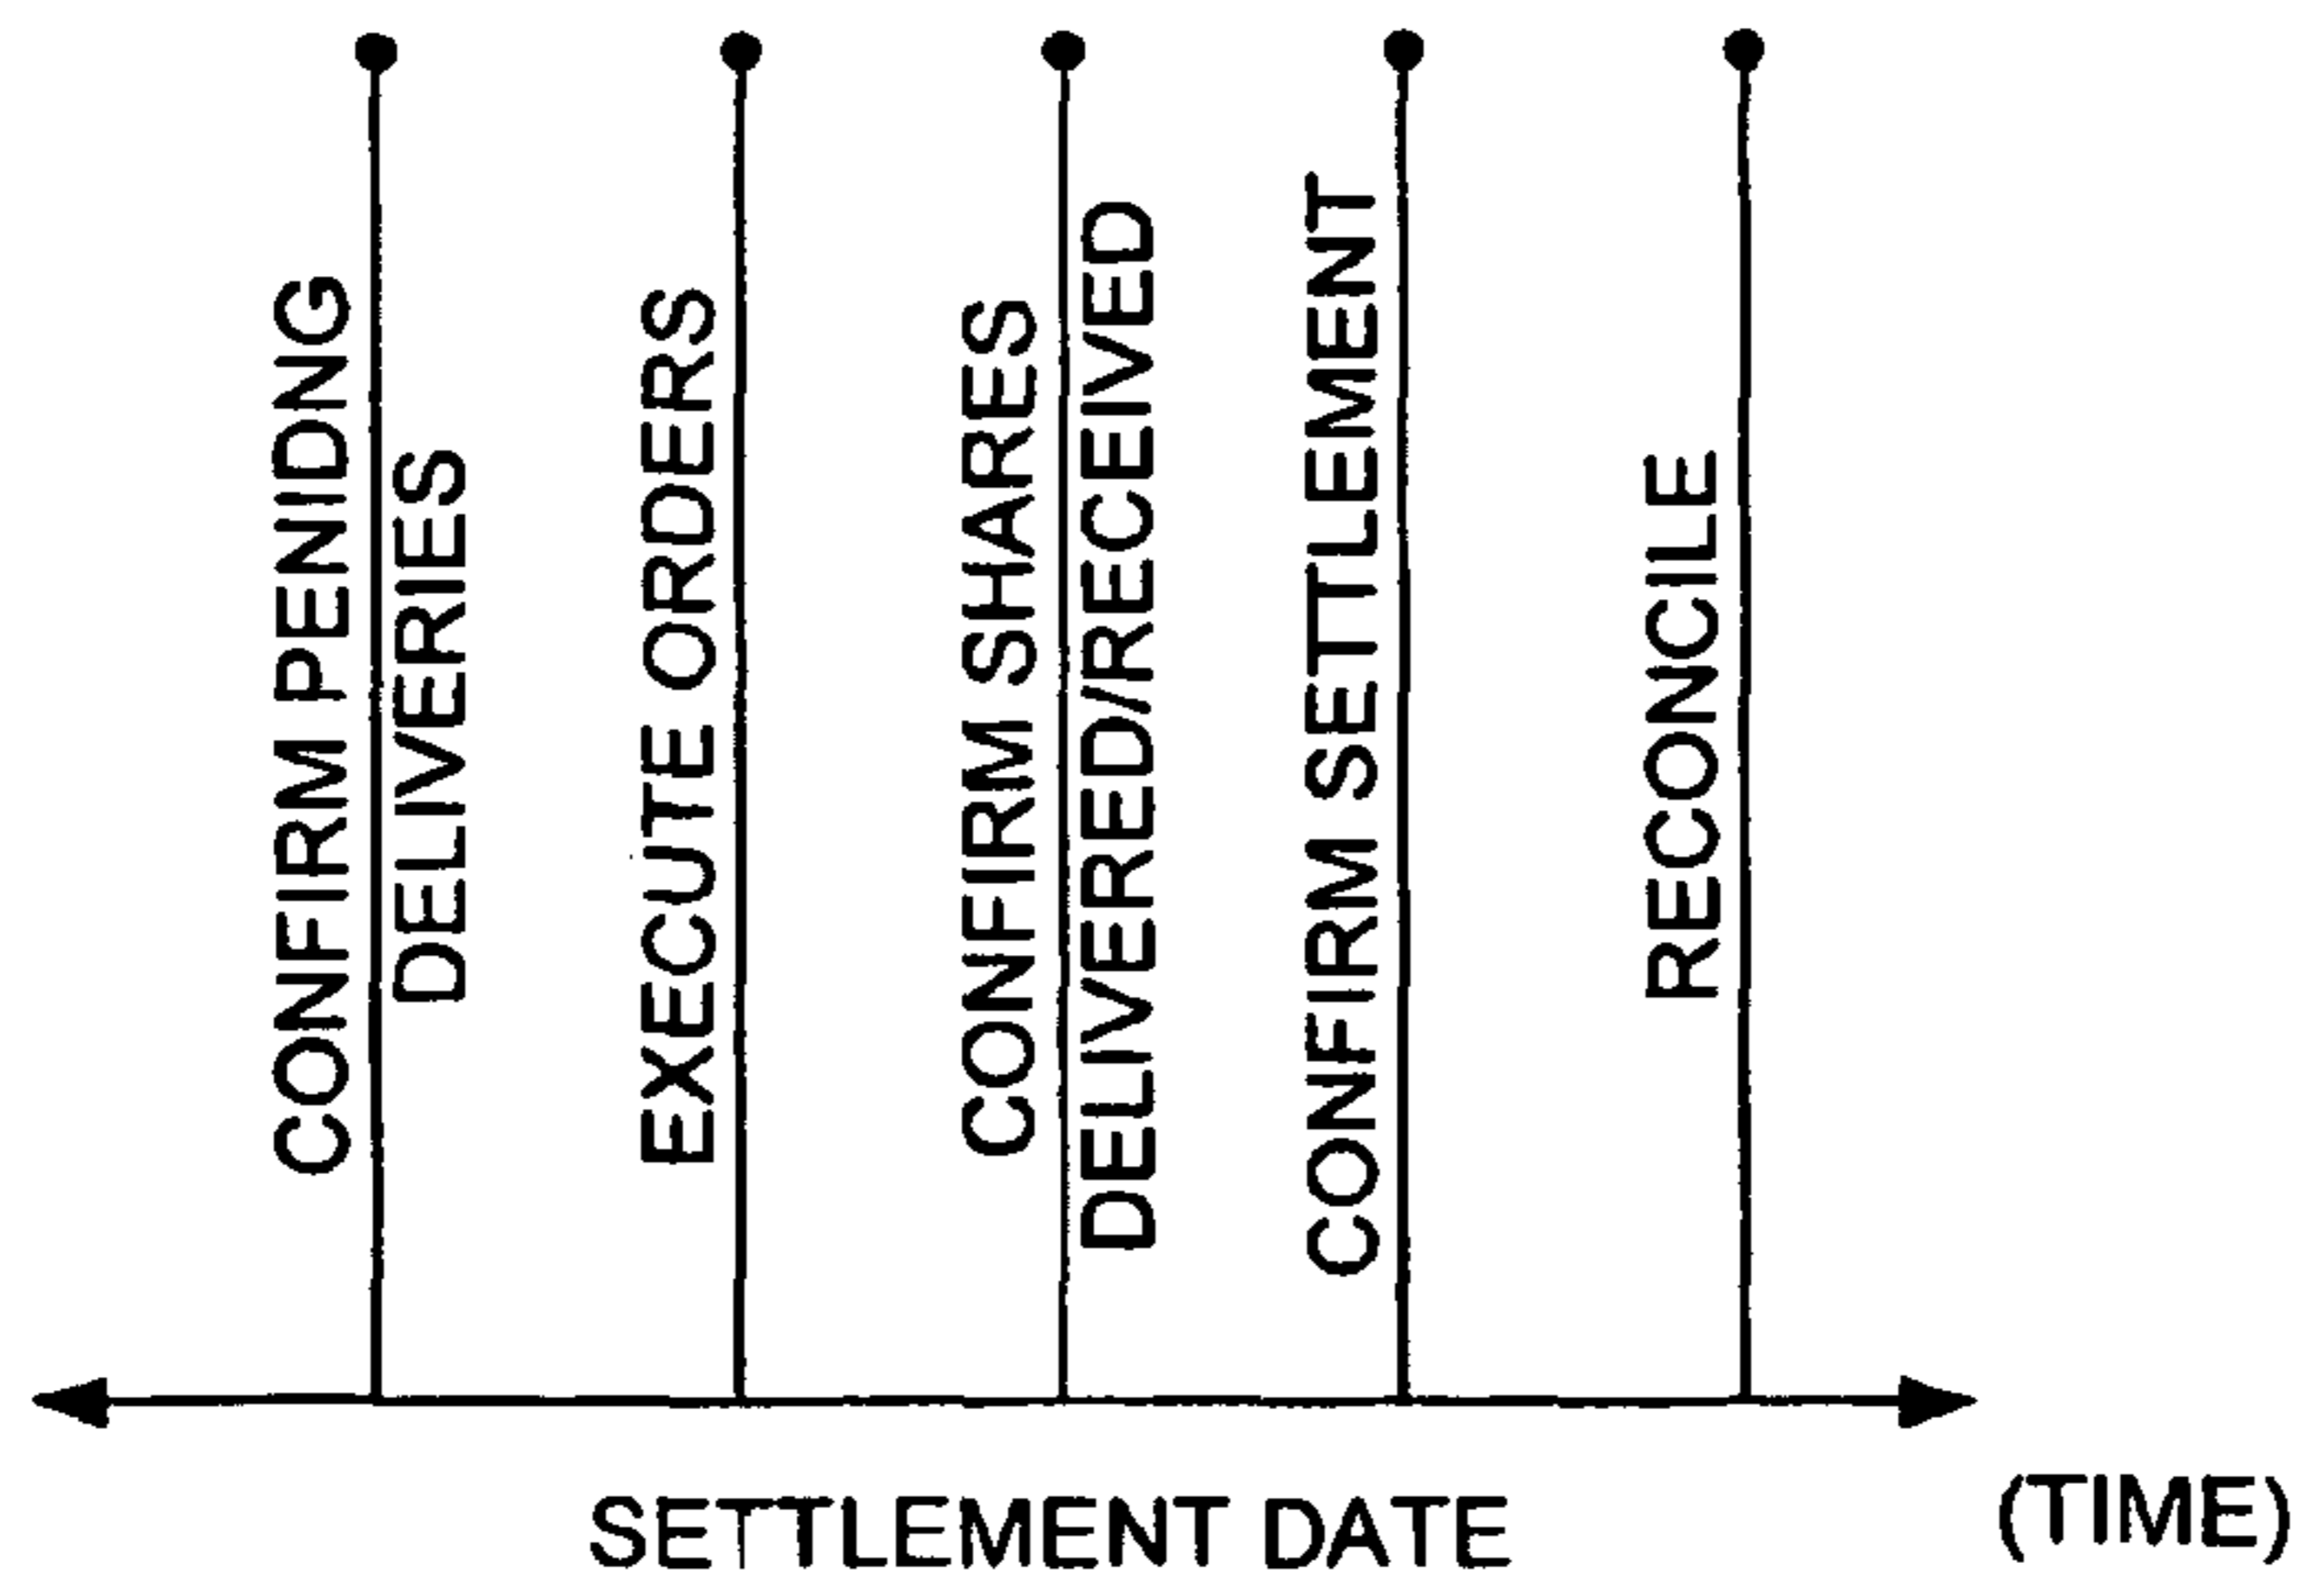 CONFIRM PENIDNG
DELIVERIES
EXECUTE ORDERS
CONFIRM SHARES
DELIVERED/RECEIVED
CONFIRM SETTLEMENT
RECONCILE
SETTLEMENT DATE
(TIME)